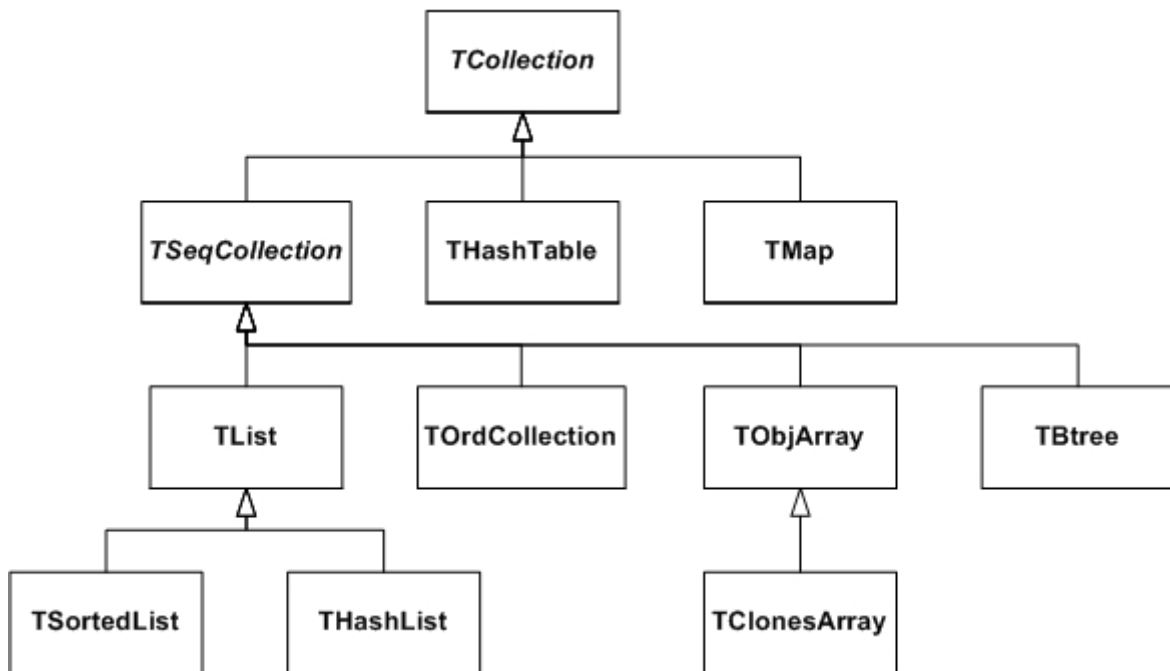 TCollection
TSeqCollection
THashTable
TMap
TList
TOrdCollection
TObjArray
TBtree
TSortedList
THashList
TClonesArray